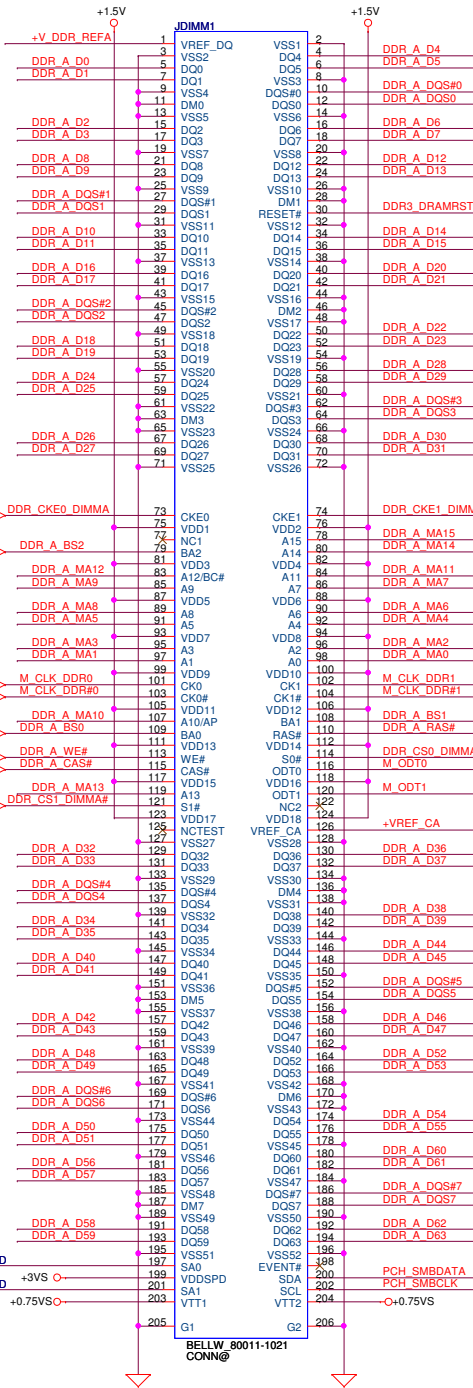 +1.5V +1.5V
JDIMM1
+V_DDR_REFA 1 VREF_DQ VSS1 2
3 VSS2 DQ4 4 DDR_A_D4
DDR_A_D0 5 DQ0 DQ5 6 DDR_A_D5
DDR_A_D1 7 DQ1 VSS3 8
9 VSS4 DQS#0 10 DDR_A_DQS#0
11 DM0 DQS0 12 DDR_A_DQS0
13 VSS5 VSS6 14
DDR_A_D2 15 DQ2 DQ6 16 DDR_A_D6
DDR_A_D3 17 DQ3 DQ7 18 DDR_A_D7
19 VSS7 VSS8 20
DDR_A_D8 21 DQ8 DQ12 22 DDR_A_D12
DDR_A_D9 23 DQ9 DQ13 24 DDR_A_D13
25 VSS9 VSS10 26
DDR_A_DQS#1 27 DQS#1 DM1 28
DDR_A_DQS1 29 DQS1 RESET# 30 DDR3_DRAMRST
31 VSS11 VSS12 32
DDR_A_D10 33 DQ10 DQ14 34 DDR_A_D14
DDR_A_D11 35 DQ11 DQ15 36 DDR_A_D15
37 VSS13 VSS14 38
DDR_A_D16 39 DQ16 DQ20 40 DDR_A_D20
DDR_A_D17 41 DQ17 DQ21 42 DDR_A_D21
43 VSS15 VSS16 44
DDR_A_DQS#2 45 DQS#2 DM2 46
DDR_A_DQS2 47 DQS2 VSS17 48
49 VSS18 DQ22 50 DDR_A_D22
DDR_A_D18 51 DQ18 DQ23 52 DDR_A_D23
DDR_A_D19 53 DQ19 VSS19 54
55 VSS20 DQ28 56 DDR_A_D28
DDR_A_D24 57 DQ24 DQ29 58 DDR_A_D29
DDR_A_D25 59 DQ25 VSS21 60
61 VSS22 DQS#3 62 DDR_A_DQS#3
63 DM3 DQS3 64 DDR_A_DQS3
65 VSS23 VSS24 66
DDR_A_D26 67 DQ26 DQ30 68 DDR_A_D30
DDR_A_D27 69 DQ27 DQ31 70 DDR_A_D31
71 VSS25 VSS26 72
DDR_CKE0_DIMMA 73 CKE0 CKE1 74 DDR_CKE1_DIMM
75 VDD1 VDD2 76
77 NC1 A15 78 DDR_A_MA15
DDR_A_BS2 79 BA2 A14 80 DDR_A_MA14
81 VDD3 VDD4 82
DDR_A_MA12 83 A12/BC# A11 84 DDR_A_MA11
DDR_A_MA9 85 A9 A7 86 DDR_A_MA7
87 VDD5 VDD6 88
DDR_A_MA8 89 A8 A6 90 DDR_A_MA6
DDR_A_MA5 91 A5 A4 92 DDR_A_MA4
93 VDD7 VDD8 94
DDR_A_MA3 95 A3 A2 96 DDR_A_MA2
DDR_A_MA1 97 A1 A0 98 DDR_A_MA0
99 VDD9 VDD10 100
M_CLK_DDR0 101 CK0 CK1 102 M_CLK_DDR1
M_CLK_DDR#0 103 CK0# CK1# 104 M_CLK_DDR#1
105 VDD11 VDD12 106
DDR_A_MA10 107 A10/AP BA1 108 DDR_A_BS1
DDR_A_BS0 109 BA0 RAS# 110 DDR_A_RAS#
111 VDD13 VDD14 112
DDR_A_WE# 113 WE# S0# 114 DDR_CS0_DIMMA
DDR_A_CAS# 115 CAS# ODT0 116 M_ODT0
117 VDD15 VDD16 118
DDR_A_MA13 119 A13 ODT1 120 M_ODT1
DDR_CS1_DIMMA# 121 S1# NC2 122
123 VDD17 VDD18 124
125 NCTEST VREF_CA 126 +VREF_CA
127 VSS27 VSS28 128
DDR_A_D32 129 DQ32 DQ36 130 DDR_A_D36
DDR_A_D33 131 DQ33 DQ37 132 DDR_A_D37
133 VSS29 VSS30 134
DDR_A_DQS#4 135 DQS#4 DM4 136
DDR_A_DQS4 137 DQS4 VSS31 138
139 VSS32 DQ38 140 DDR_A_D38
DDR_A_D34 141 DQ34 DQ39 142 DDR_A_D39
DDR_A_D35 143 DQ35 VSS33 144
145 VSS34 DQ44 146 DDR_A_D44
DDR_A_D40 147 DQ40 DQ45 148 DDR_A_D45
DDR_A_D41 149 DQ41 VSS35 150
151 VSS36 DQS#5 152 DDR_A_DQS#5
153 DM5 DQS5 154 DDR_A_DQS5
155 VSS37 VSS38 156
DDR_A_D42 157 DQ42 DQ46 158 DDR_A_D46
DDR_A_D43 159 DQ43 DQ47 160 DDR_A_D47
161 VSS39 VSS40 162
DDR_A_D48 163 DQ48 DQ52 164 DDR_A_D52
DDR_A_D49 165 DQ49 DQ53 166 DDR_A_D53
167 VSS41 VSS42 168
DDR_A_DQS#6 169 DQS#6 DM6 170
DDR_A_DQS6 171 DQS6 VSS43 172
173 VSS44 DQ54 174 DDR_A_D54
DDR_A_D50 175 DQ50 DQ55 176 DDR_A_D55
DDR_A_D51 177 DQ51 VSS45 178
179 VSS46 DQ60 180 DDR_A_D60
DDR_A_D56 181 DQ56 DQ61 182 DDR_A_D61
DDR_A_D57 183 DQ57 VSS47 184
185 VSS48 DQS#7 186 DDR_A_DQS#7
187 DM7 DQS7 188 DDR_A_DQS7
189 VSS49 VSS50 190
DDR_A_D58 191 DQ58 DQ62 192 DDR_A_D62
DDR_A_D59 193 DQ59 DQ63 194 DDR_A_D63
195 VSS51 VSS52 196
D 197 SA0 EVENT# 198
+3VS 199 VDDSPD SDA 200 PCH_SMBDATA
D 201 SA1 SCL 202 PCH_SMBCLK
+0.75VS 203 VTT1 VTT2 204 +0.75VS
205 G1 G2 206
BELLW_80011-1021
CONN@